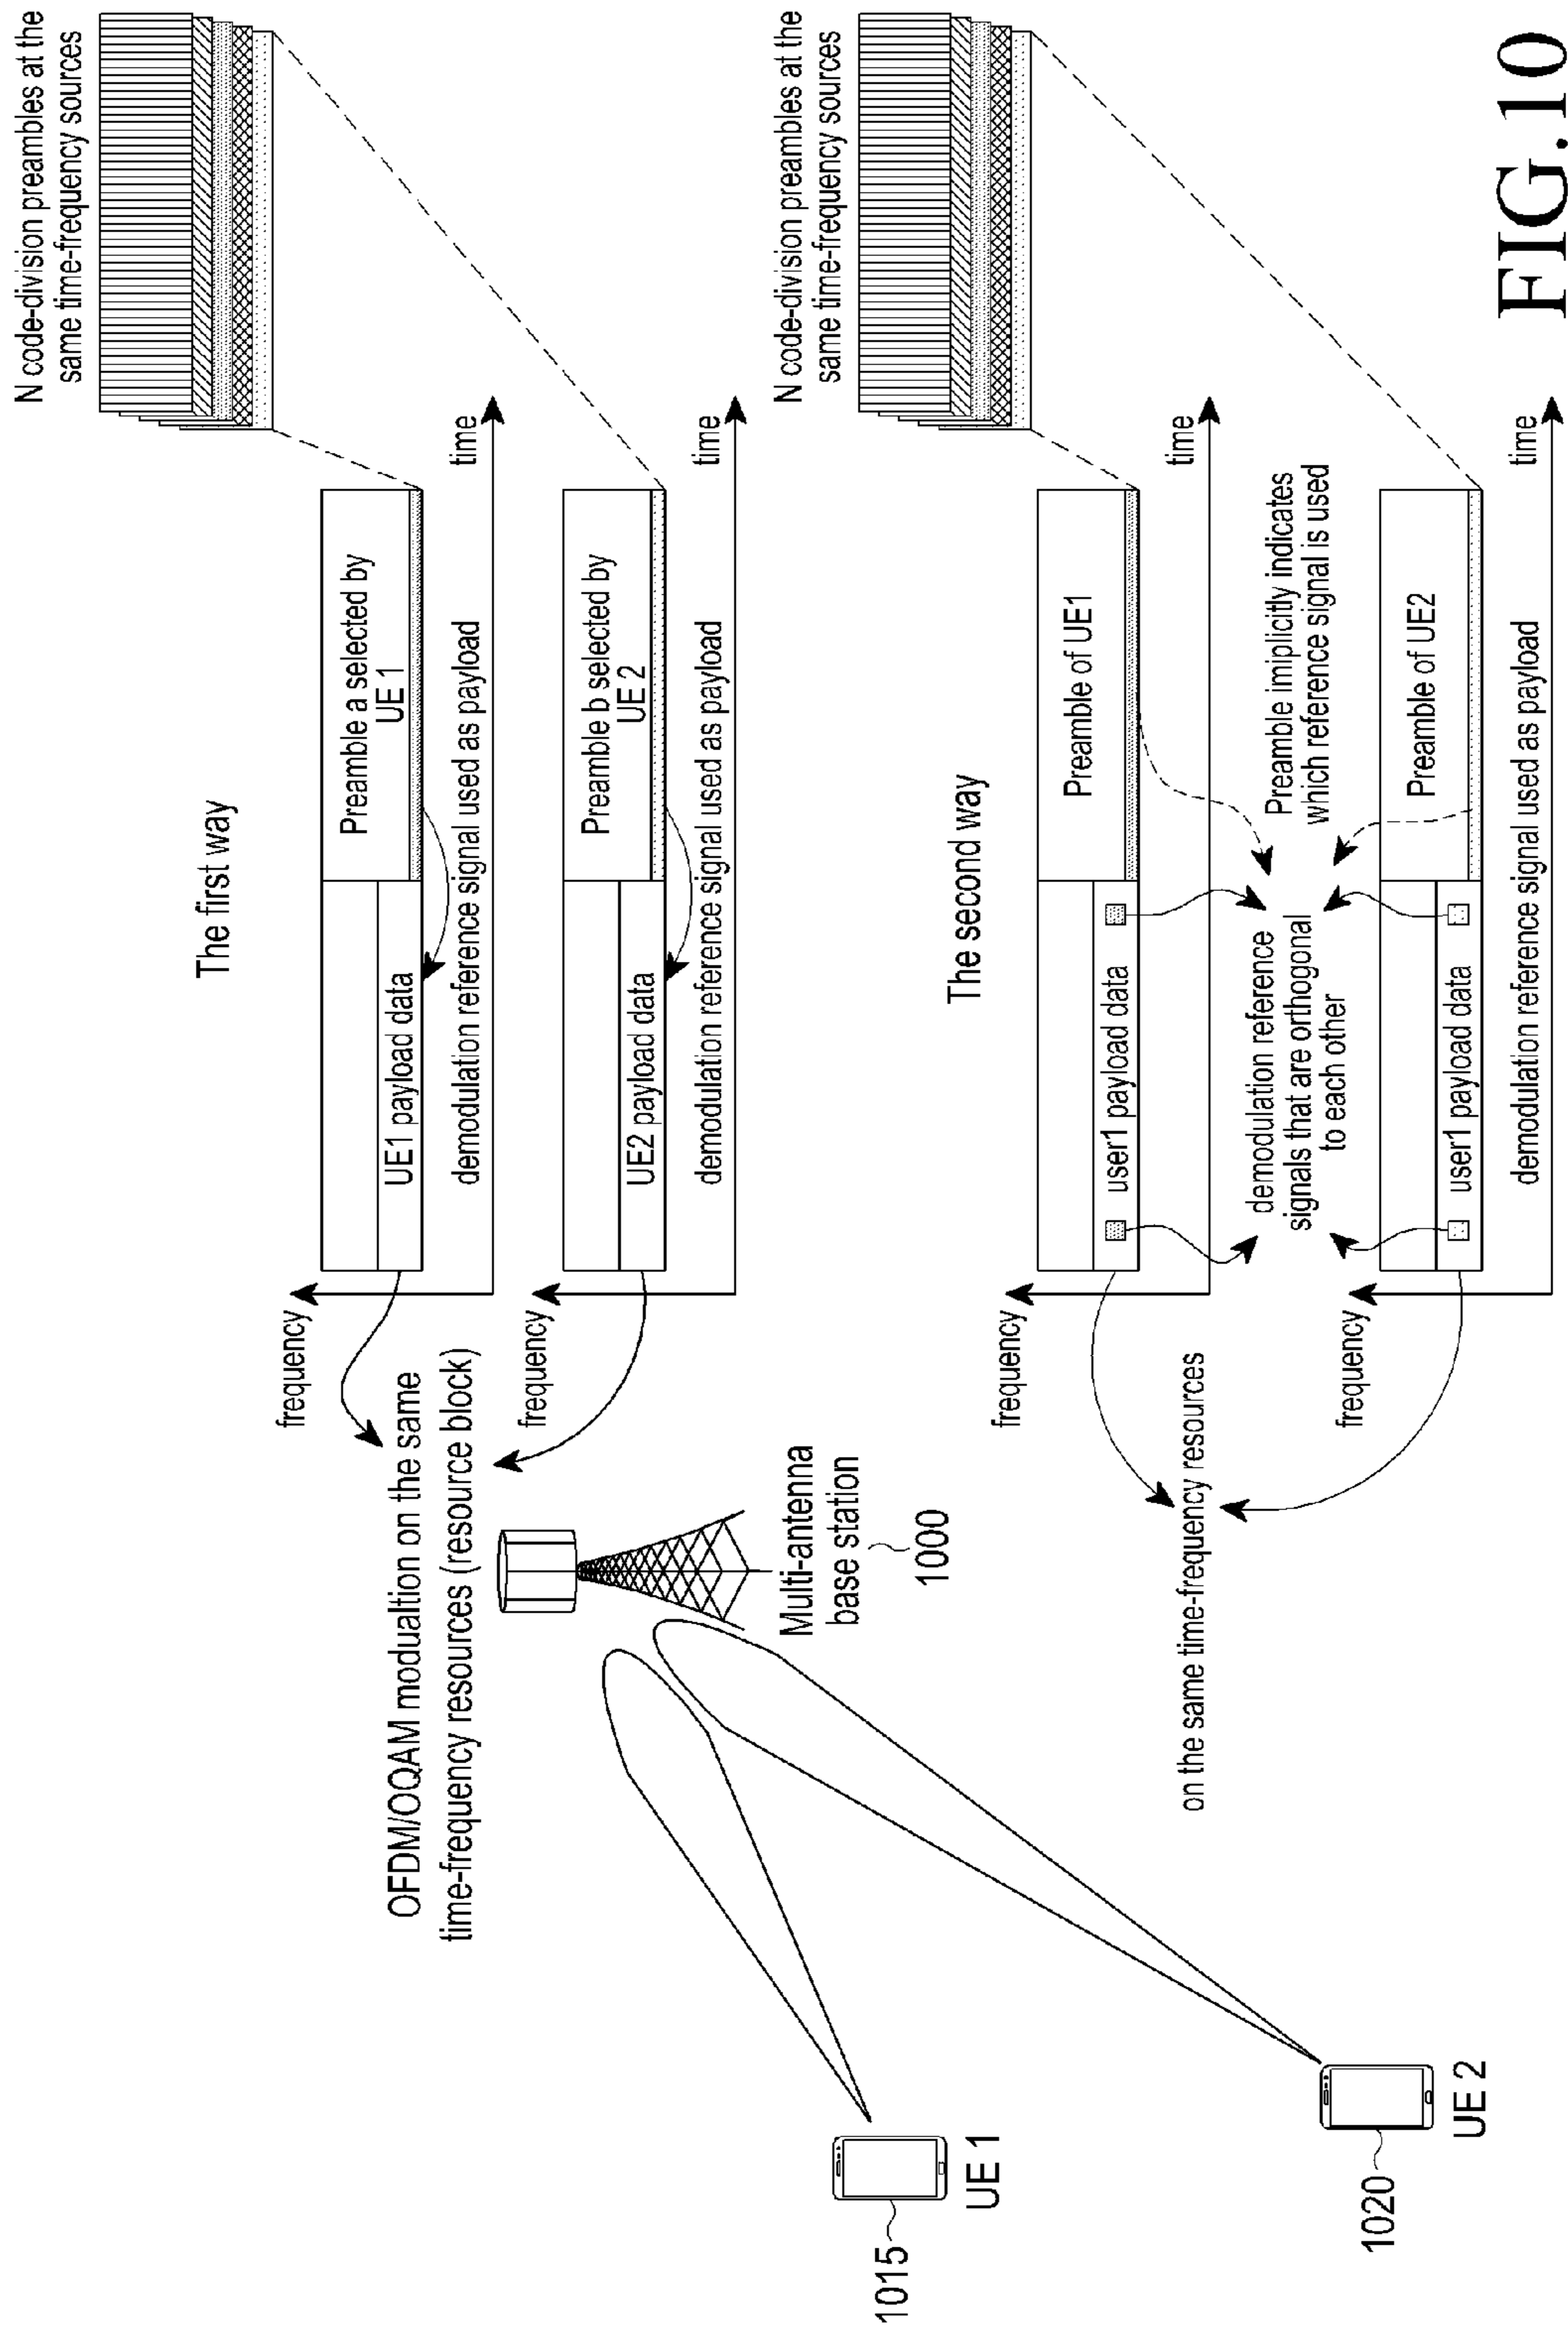 OFDM/OQAM modualtion on the same
time-frequency resources (resource block)
Multi-antenna
base station
1000
1015
UE 1
1020
UE 2
The first way
N code-division preambles at the
same time-frequency sources
frequency
UE1 payload data
Preamble a selected by
UE 1
time
demodulation reference signal used as payload
frequency
UE2 payload data
Preamble b selected by
UE 2
time
demodulation reference signal used as payload
The second way
N code-division preambles at the
same time-frequency sources
frequency
user1 payload data
Preamble of UE1
time
on the same time-frequency resources
demodulation reference
signals that are orthogonal
to each other
Preamble imiplicitly indicates
which reference signal is used
frequency
user1 payload data
Preamble of UE2
time
demodulation reference signal used as payload
FIG.10